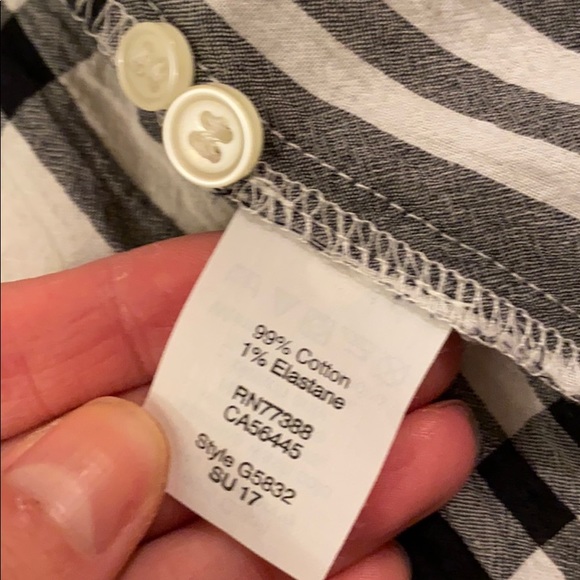 99% Cotton
1% Elastane
RN77388
CA56445
Style G5832
SU 17